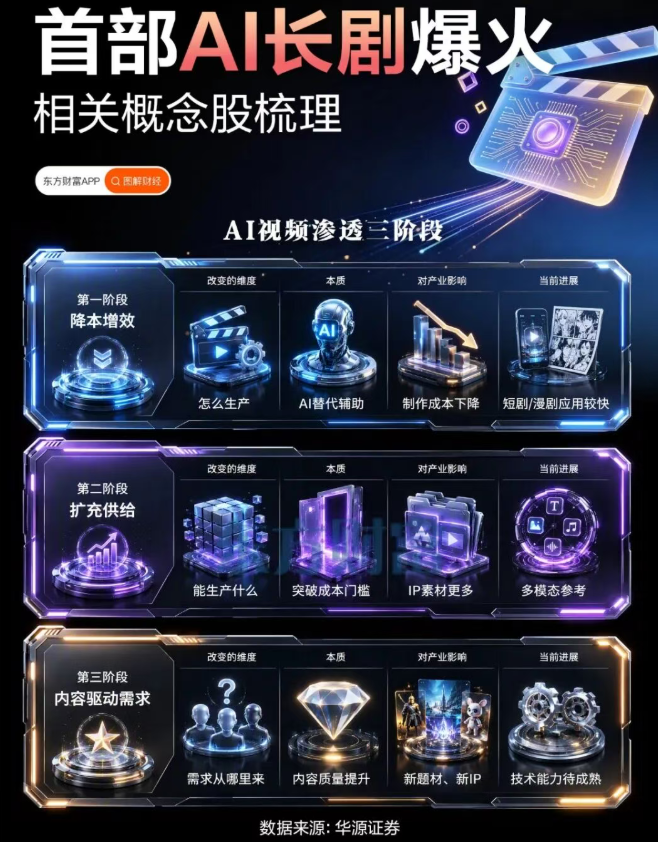 首部AI长剧爆火
相关概念股梳理
东方财富APP 图解财经
AI视频渗透三阶段
改变的维度 本质 对产业影响 当前进展
第一阶段
降本增效
AI
怎么生产 AI替代辅助 制作成本下降 短剧/漫剧应用较快
改变的维度 本质 对产业影响 当前进展
第二阶段
扩充供给
T
东方财富
能生产什么 突破成本门槛 IP素材更多 多模态参考
改变的维度 本质 对产业影响 当前进展
第三阶段
内容驱动需求
?
需求从哪里来 内容质量提升 新题材、新IP 技术能力待成熟
数据来源: 华源证券